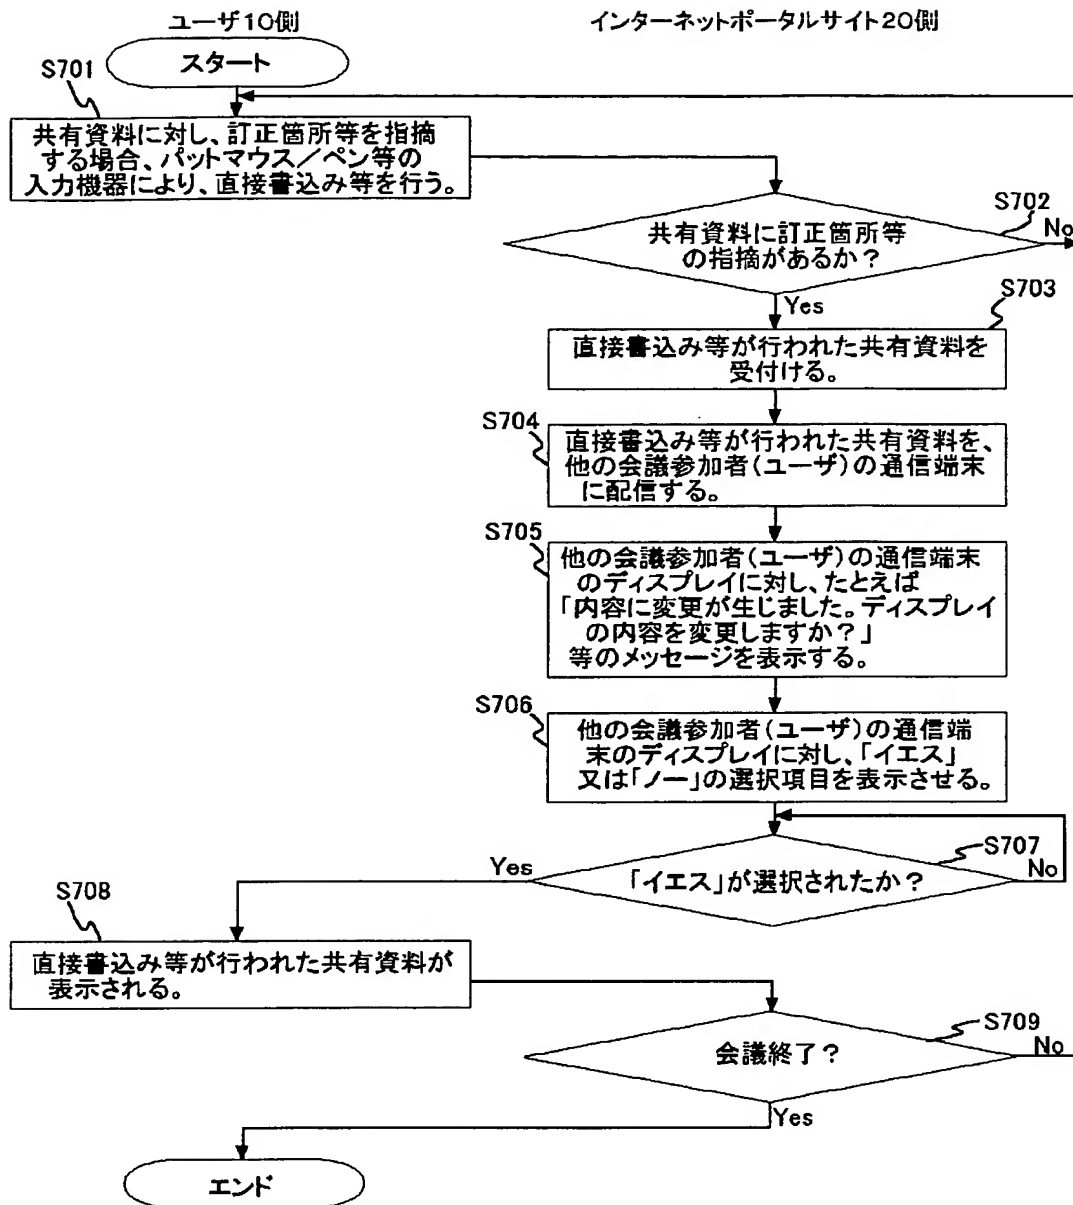 ユーザ10側
インターネットポータルサイト20側
スタート
S701
共有資料に対し、訂正箇所等を指摘
する場合、パットマウス／ペン等の
入力機器により、直接書込み等を行う。
S702
共有資料に訂正箇所等
の指摘があるか？
No
Yes
S703
直接書込み等が行われた共有資料を
受付ける。
S704
直接書込み等が行われた共有資料を、
他の会議参加者(ユーザ)の通信端末
に配信する。
S705
他の会議参加者(ユーザ)の通信端末
のディスプレイに対し、たとえば
「内容に変更が生じました。ディスプレイ
の内容を変更しますか？」
等のメッセージを表示する。
S706
他の会議参加者(ユーザ)の通信端
末のディスプレイに対し、「イエス」
又は「ノー」の選択項目を表示させる。
S707
「イエス」が選択されたか？
Yes
No
S708
直接書込み等が行われた共有資料が
表示される。
S709
会議終了？
No
Yes
エンド